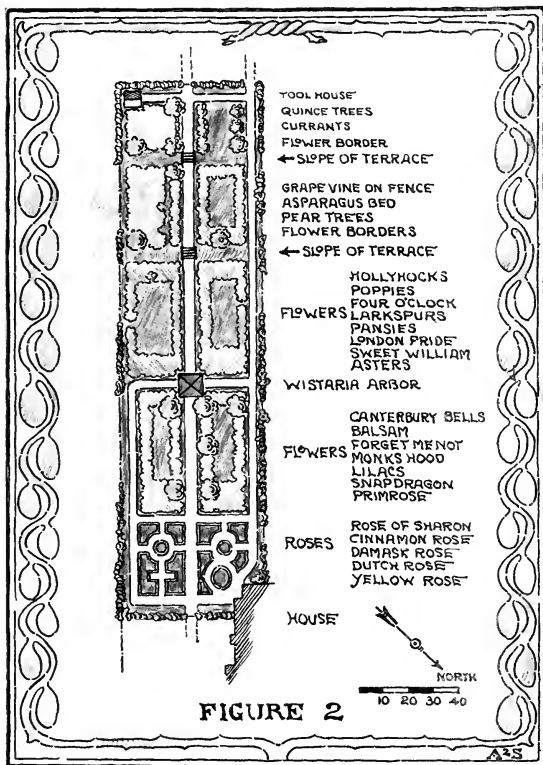 TOOL HOUSE
QUINCE TREES
CURRANTS
FLOWER BORDER
←SLOPE OF TERRACE
GRAPE VINE ON FENCE
ASPARAGUS BED
PEAR TREES
FLOWER BORDERS
←SLOPE OF TERRACE
FLOWERS
HOLLYHOCKS
POPPIES
FOUR O'CLOCK
LARKSPURS
PANSIES
LONDON PRIDE
SWEET WILLIAM
ASTERS
WISTARIA ARBOR
FLOWERS
CANTERBURY BELLS
BALSAM
FORGET ME NOT
MONKS HOOD
LILACS
SNAPDRAGON
PRIMROSE
ROSES
ROSE OF SHARON
CINNAMON ROSE
DAMASK ROSE
DUTCH ROSE
YELLOW ROSE
HOUSE
NORTH
10 20 30 40
FIGURE 2
A2S